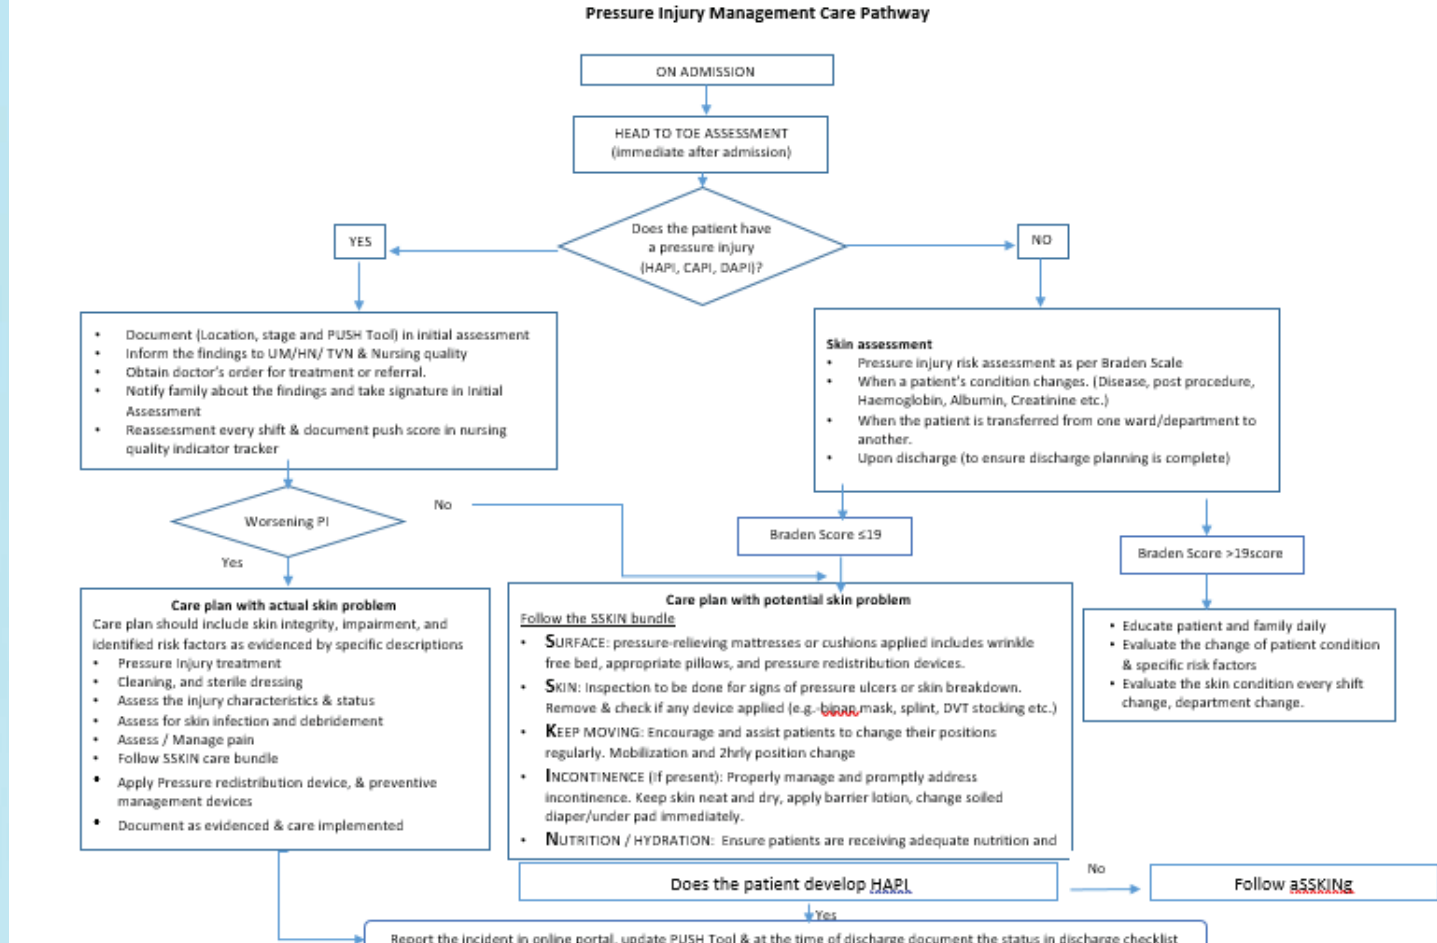 Pressure Injury Management Care Pathway
ON ADMISSION
HEAD TO TOE ASSESSMENT
(immediate after admission)
Does the patient have
a pressure injury
(HAPI, CAPI, DAPI)?
YES
NO
• Document (Location, stage and PUSH Tool) in initial assessment
• Inform the findings to UM/HN/ TVN & Nursing quality
• Obtain doctor's order for treatment or referral.
• Notify family about the findings and take signature in Initial
Assessment
• Reassessment every shift & document push score in nursing
quality indicator tracker
Skin assessment
• Pressure injury risk assessment as per Braden Scale
• When a patient's condition changes. (Disease, post procedure,
Haemoglobin, Albumin, Creatinine etc.)
• When the patient is transferred from one ward/department to
another.
• Upon discharge (to ensure discharge planning is complete)
Worsening PI
No
Yes
Braden Score ≤19
Braden Score >19score
Care plan with actual skin problem
Care plan should include skin integrity, impairment, and
identified risk factors as evidenced by specific descriptions
• Pressure Injury treatment
• Cleaning, and sterile dressing
• Assess the injury characteristics & status
• Assess for skin infection and debridement
• Assess / Manage pain
• Follow SSKIN care bundle
• Apply Pressure redistribution device, & preventive
management devices
• Document as evidenced & care implemented
Care plan with potential skin problem
Follow the SSKIN bundle
• SURFACE: pressure-relieving mattresses or cushions applied includes wrinkle
free bed, appropriate pillows, and pressure redistribution devices.
• SKIN: Inspection to be done for signs of pressure ulcers or skin breakdown.
Remove & check if any device applied (e.g.-bipap mask, splint, DVT stocking etc.)
• KEEP MOVING: Encourage and assist patients to change their positions
regularly. Mobilization and 2hrly position change
• INCONTINENCE (If present): Properly manage and promptly address
incontinence. Keep skin neat and dry, apply barrier lotion, change soiled
diaper/under pad immediately.
• NUTRITION / HYDRATION: Ensure patients are receiving adequate nutrition and
• Educate patient and family daily
• Evaluate the change of patient condition
& specific risk factors
• Evaluate the skin condition every shift
change, department change.
Does the patient develop HAPI
No
Follow aSSKINg
Yes
Report the incident in online portal, update PUSH Tool & at the time of discharge document the status in discharge checklist